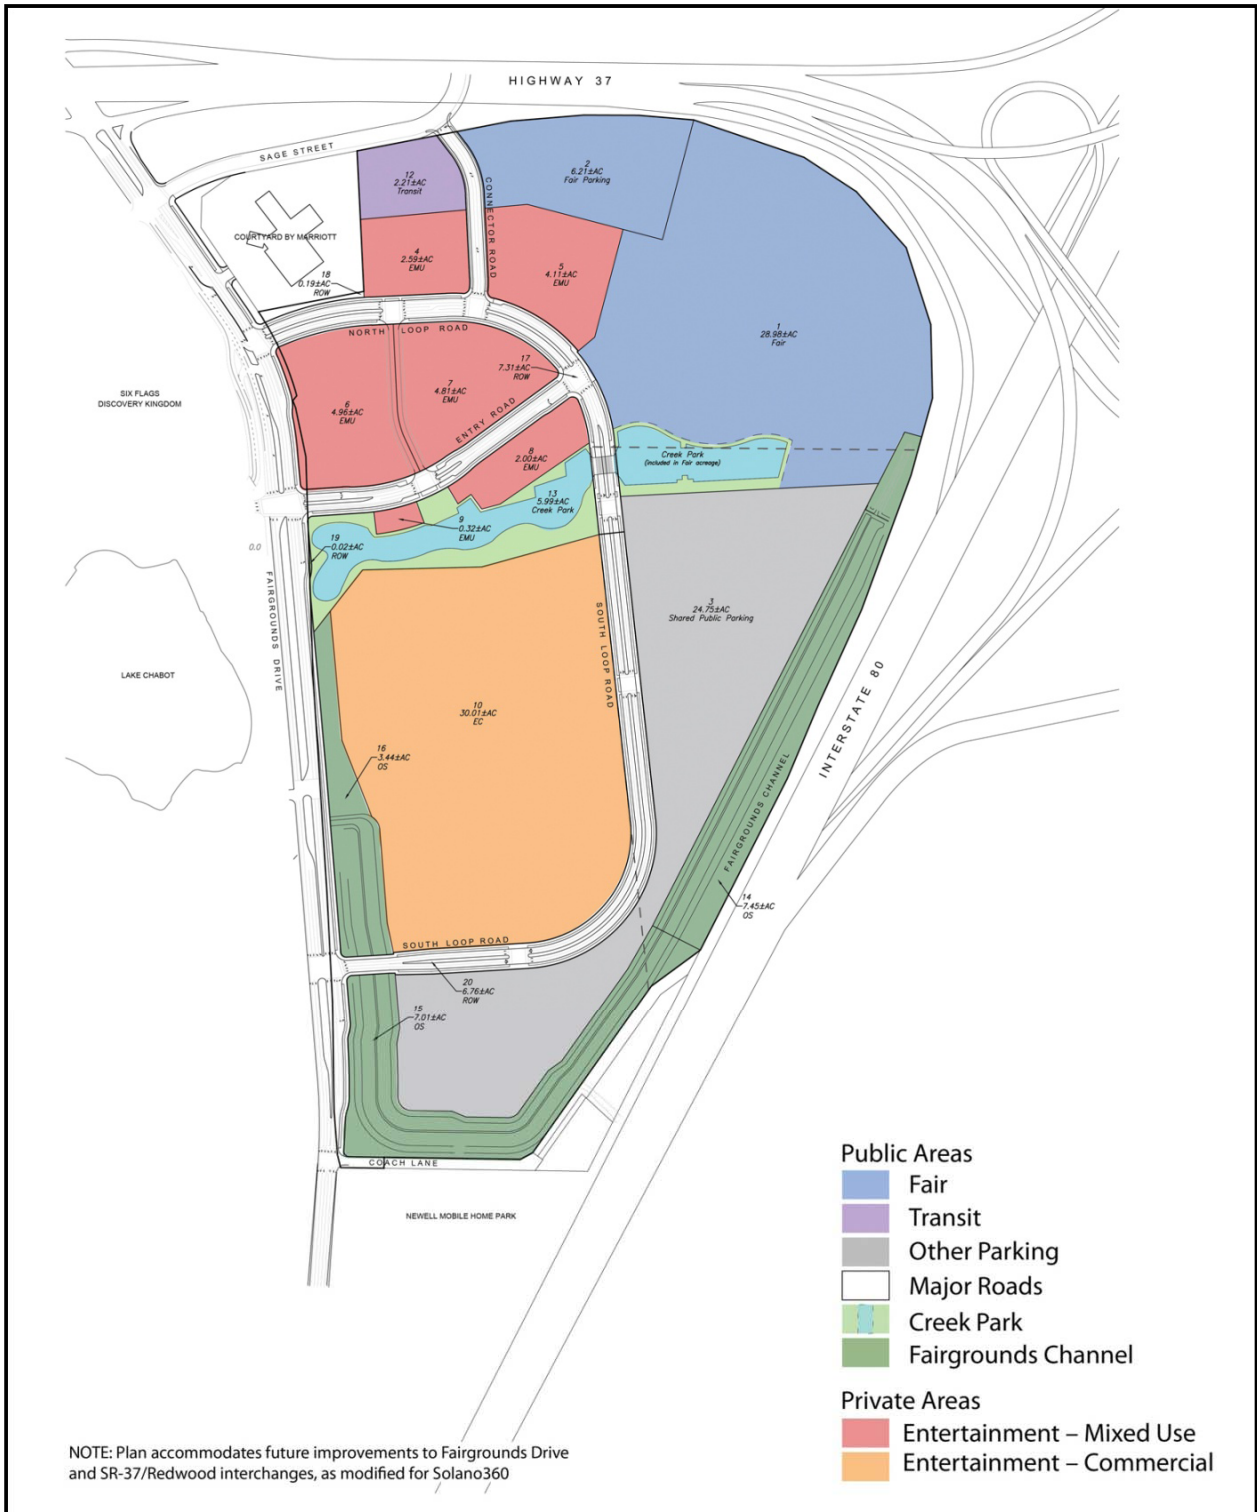 HIGHWAY 37
SAGE STREET
CONNECTOR ROAD
2
6.21±AC
Fair Parking
12
2.21±AC
Transit
COURTYARD BY MARRIOTT
4
2.59±AC
EMU
5
4.11±AC
EMU
18
0.19±AC
ROW
1
28.98±AC
Fair
NORTH LOOP ROAD
17
7.31±AC
ROW
SIX FLAGS
DISCOVERY KINGDOM
7
4.81±AC
EMU
6
4.96±AC
EMU
ENTRY ROAD
8
2.00±AC
EMU
Creek Park
(included in Fair acreage)
13
5.99±AC
Creek Park
9
0.32±AC
EMU
19
0.02±AC
ROW
0.0
FAIRGROUNDS DRIVE
3
24.75±AC
Shared Public Parking
SOUTH LOOP ROAD
LAKE CHABOT
INTERSTATE 80
10
30.01±AC
EC
16
3.44±AC
OS
FAIRGROUNDS CHANNEL
14
7.45±AC
OS
SOUTH LOOP ROAD
20
6.76±AC
ROW
15
7.01±AC
OS
COACH LANE
NEWELL MOBILE HOME PARK
Public Areas
Fair
Transit
Other Parking
Major Roads
Creek Park
Fairgrounds Channel
Private Areas
Entertainment – Mixed Use
Entertainment – Commercial
NOTE: Plan accommodates future improvements to Fairgrounds Drive
and SR-37/Redwood interchanges, as modified for Solano360